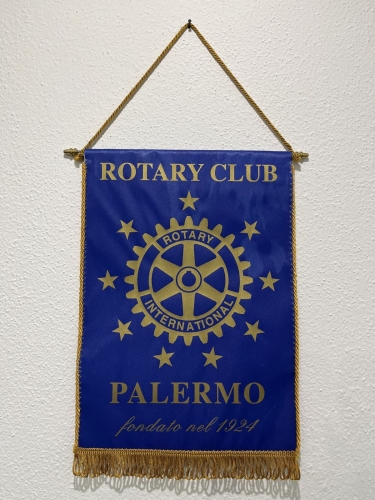 ROTARY CLUB
ROTARY
INTERNATIONAL
PALERMO
fondato nel 1924